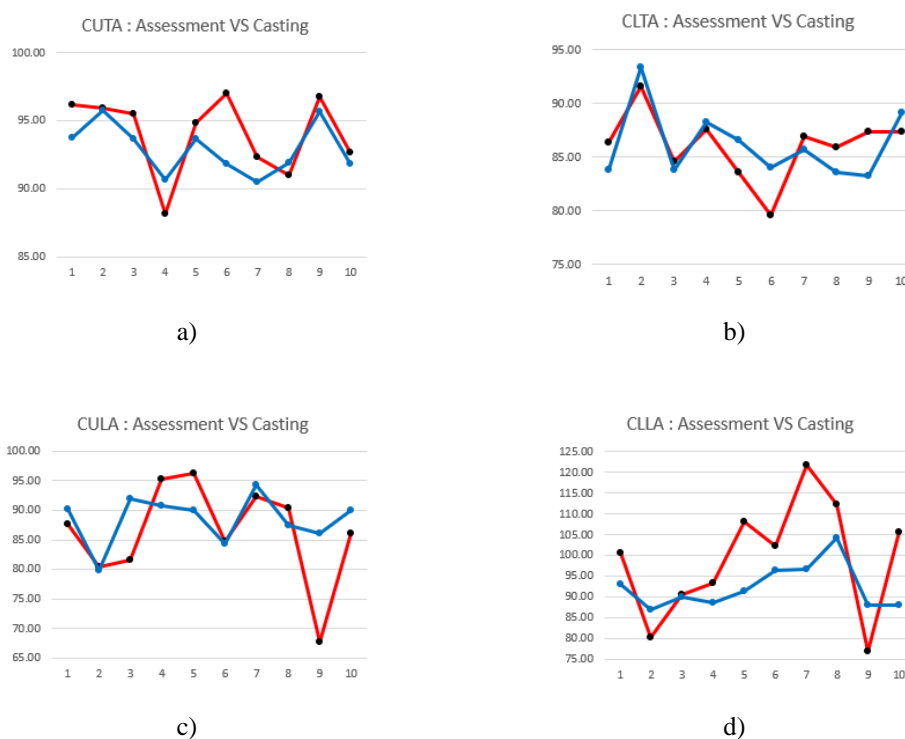 CUTA : Assessment VS Casting
100.00
95.00
90.00
85.00
1 2 3 4 5 6 7 8 9 10
a)
CLTA : Assessment VS Casting
95.00
90.00
85.00
80.00
75.00
1 2 3 4 5 6 7 8 9 10
b)
CULA : Assessment VS Casting
100.00
95.00
90.00
85.00
80.00
75.00
70.00
65.00
1 2 3 4 5 6 7 8 9 10
c)
CLLA : Assessment VS Casting
125.00
120.00
115.00
110.00
105.00
100.00
95.00
90.00
85.00
80.00
75.00
1 2 3 4 5 6 7 8 9 10
d)